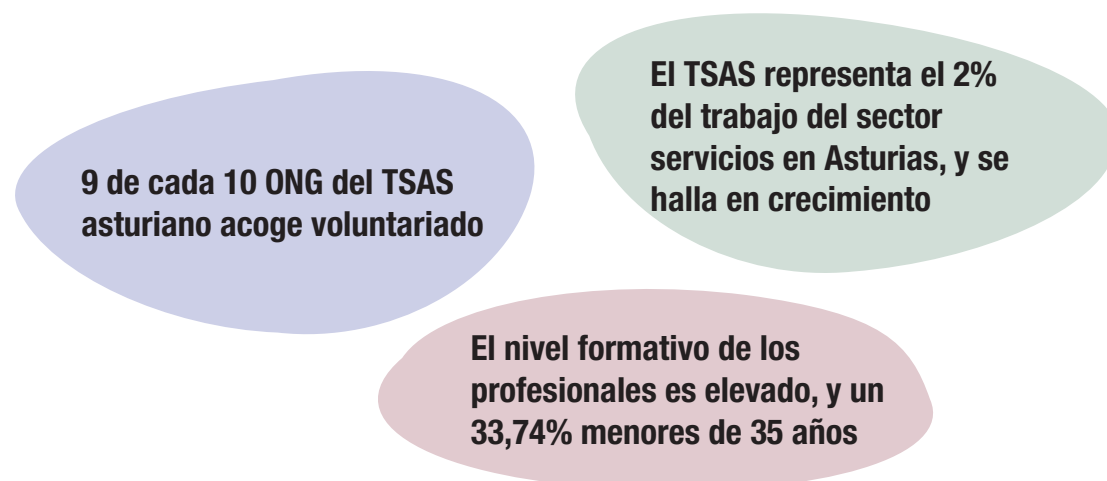 9 de cada 10 ONG del TSAS
asturiano acoge voluntariado
El TSAS representa el 2%
del trabajo del sector
servicios en Asturias, y se
halla en crecimiento
El nivel formativo de los
profesionales es elevado, y un
33,74% menores de 35 años